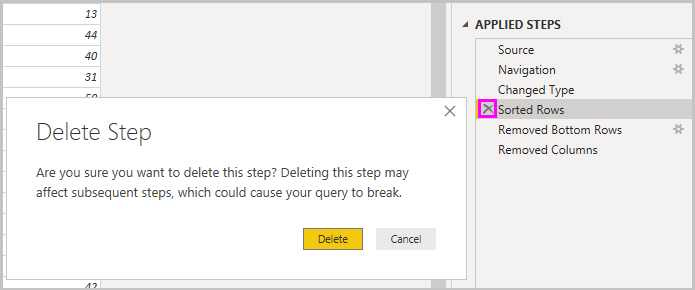 13
44
40
31
50
Delete Step
Are you sure you want to delete this step? Deleting this step may
affect subsequent steps, which could cause your query to break.
Delete
Cancel
42
APPLIED STEPS
Source
Navigation
Changed Type
Sorted Rows
Removed Bottom Rows
Removed Columns